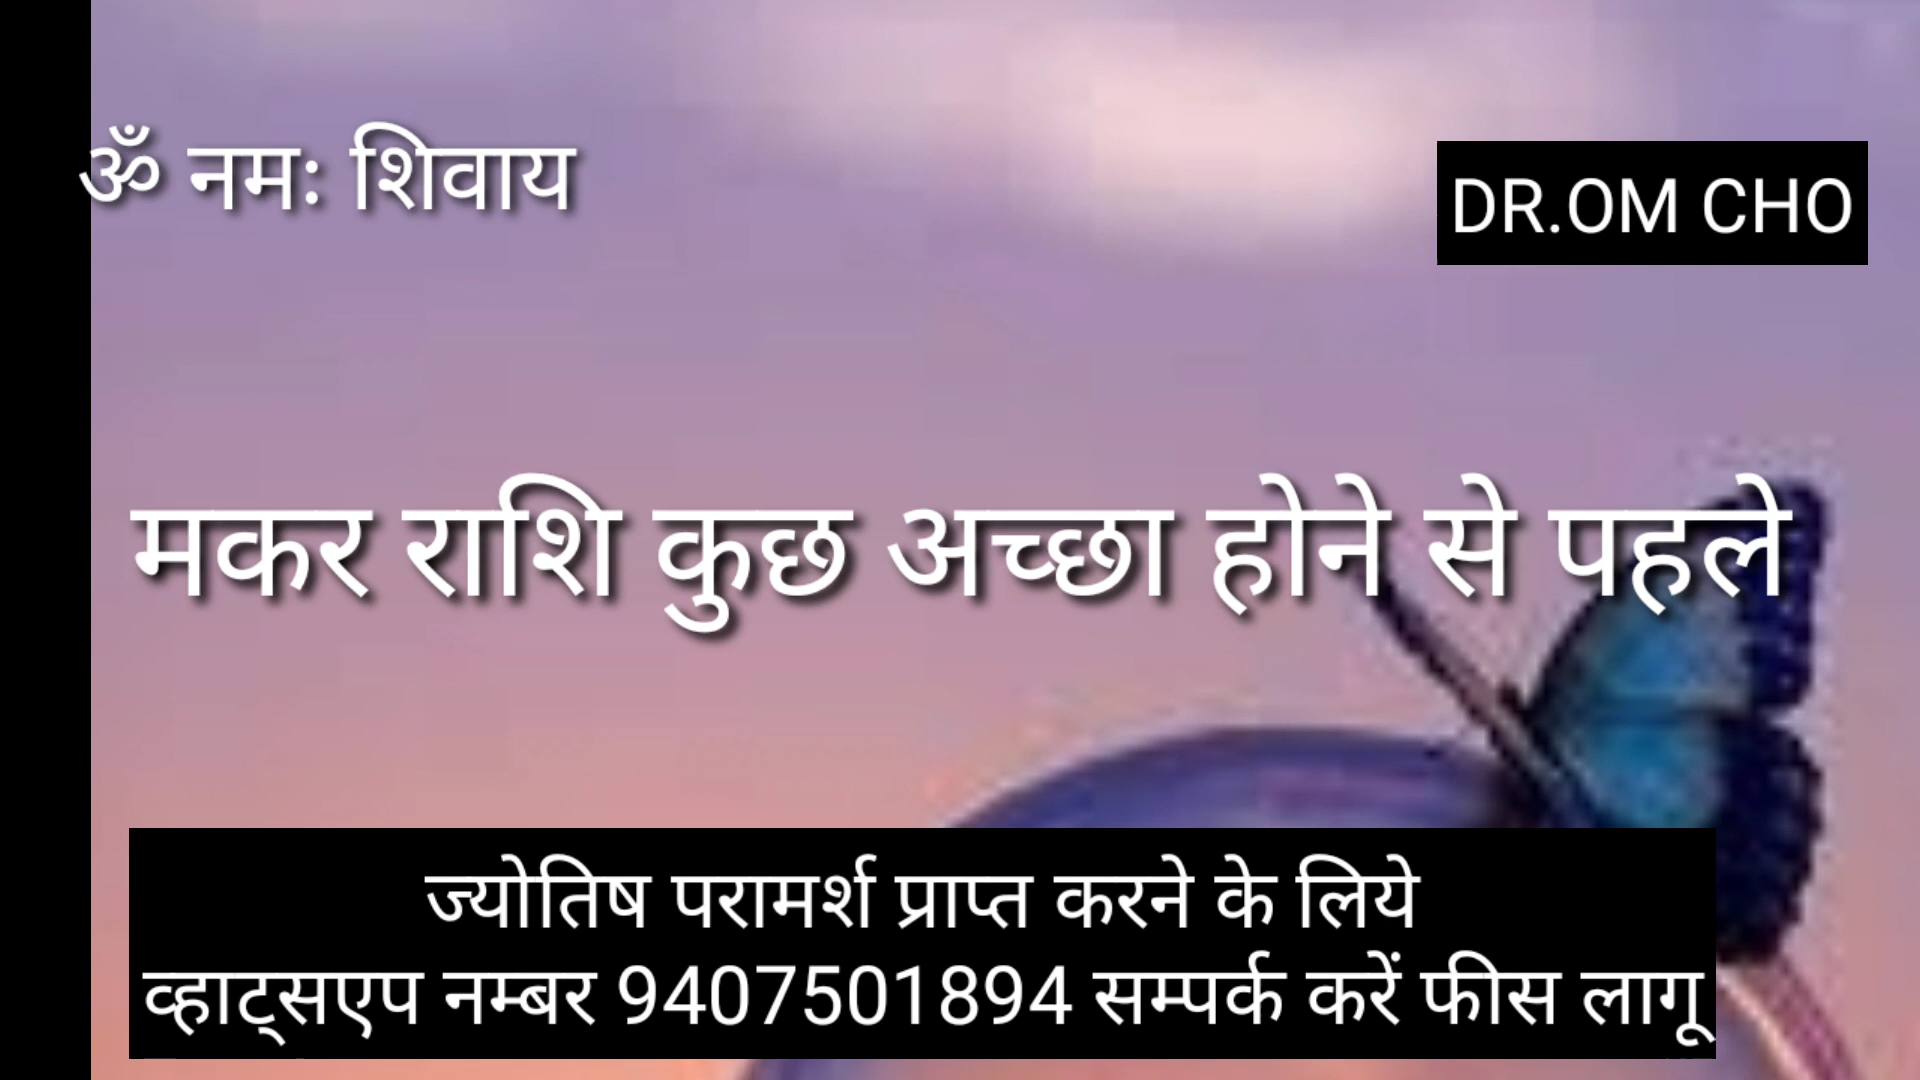 ॐ नमः शिवाय
DR.OM CHO
मकर राशि कुछ अच्छा होने से पहले
ज्योतिष परामर्श प्राप्त करने के लिये
व्हाट्सएप नम्बर 9407501894 सम्पर्क करें फीस लागू